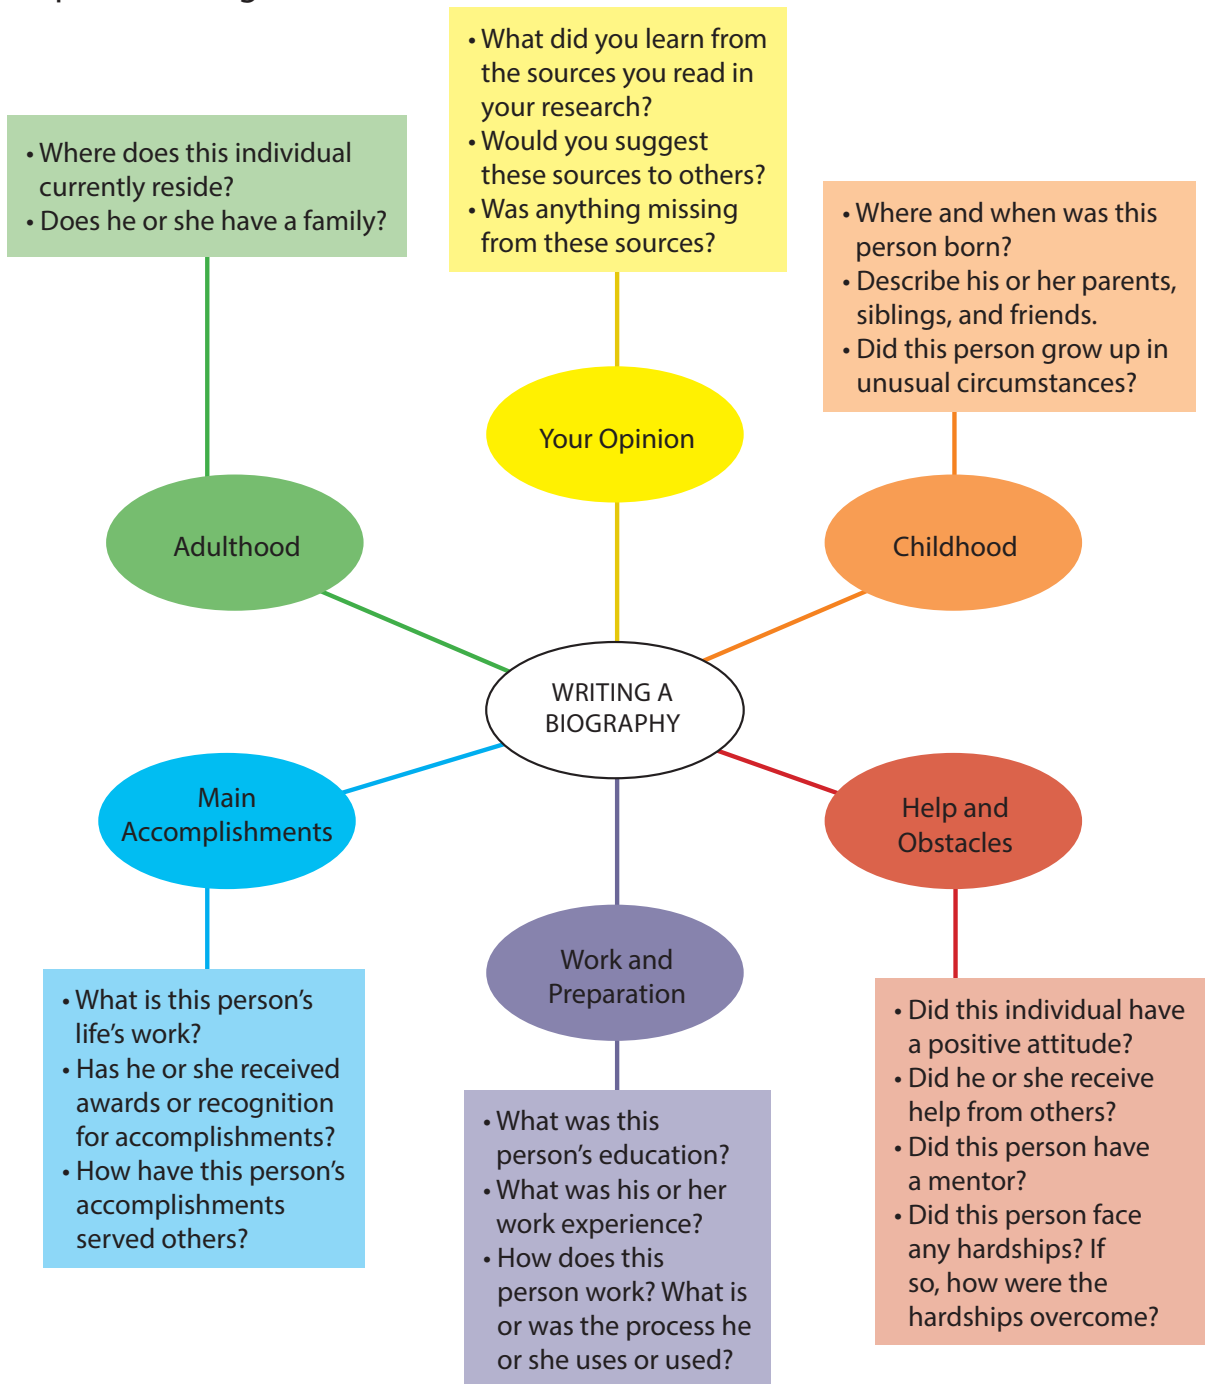 • What did you learn from
the sources you read in
your research?
• Would you suggest
these sources to others?
• Was anything missing
from these sources?
• Where does this individual
currently reside?
• Does he or she have a family?
• Where and when was this
person born?
• Describe his or her parents,
siblings, and friends.
• Did this person grow up in
unusual circumstances?
Your Opinion
Adulthood
Childhood
WRITING A
BIOGRAPHY
Main
Accomplishments
Help and
Obstacles
Work and
Preparation
• What is this person’s
life’s work?
• Has he or she received
awards or recognition
for accomplishments?
• How have this person’s
accomplishments
served others?
• What was this
person’s education?
• What was his or her
work experience?
• How does this
person work? What is
or was the process he
or she uses or used?
• Did this individual have
a positive attitude?
• Did he or she receive
help from others?
• Did this person have
a mentor?
• Did this person face
any hardships? If
so, how were the
hardships overcome?